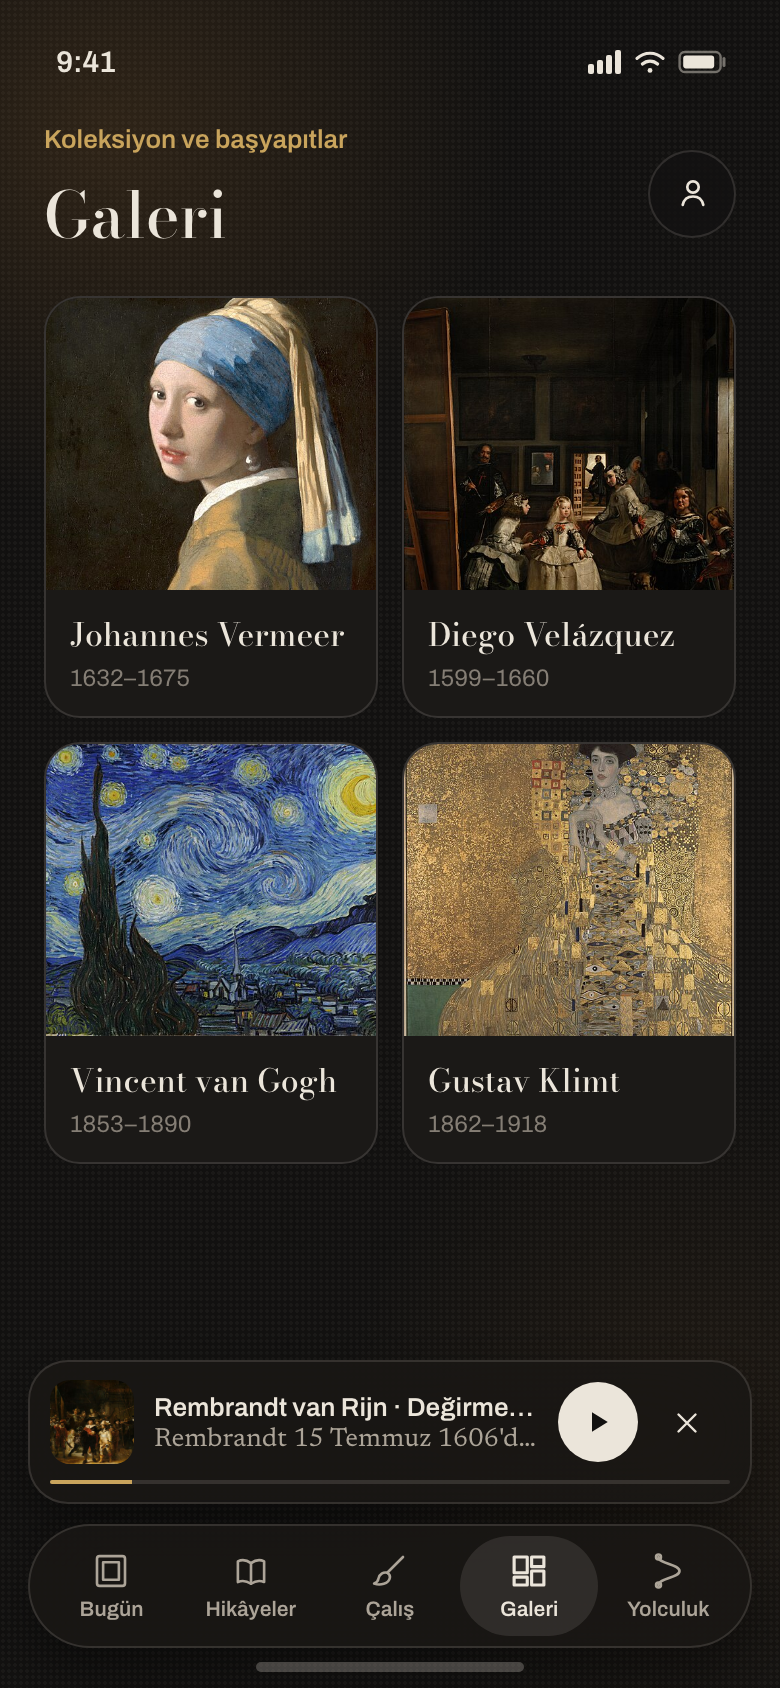 9:41
Koleksiyon ve başyapıtlar
Galeri
Johannes Vermeer
1632–1675
Diego Velázquez
1599–1660
Vincent van Gogh
1853–1890
Gustav Klimt
1862–1918
Rembrandt van Rijn · Değirme...
Rembrandt 15 Temmuz 1606'd...
Bugün
Hikâyeler
Çalış
Galeri
Yolculuk